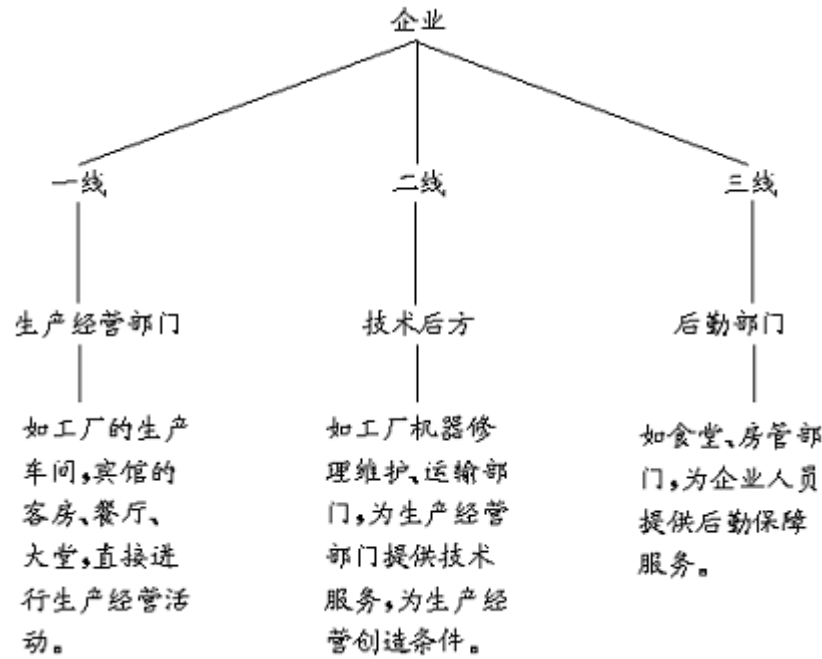 企业
一线
二线
三线
生产经营部门
技术后方
后勤部门
如工厂的生产
车间,宾馆的
客房、餐厅、
大堂,直接进
行生产经营活
动。
如工厂机器修
理维护、运输部
门,为生产经营
部门提供技术
服务,为生产经
营创造条件。
如食堂、房管部
门,为企业人员
提供后勤保障
服务。